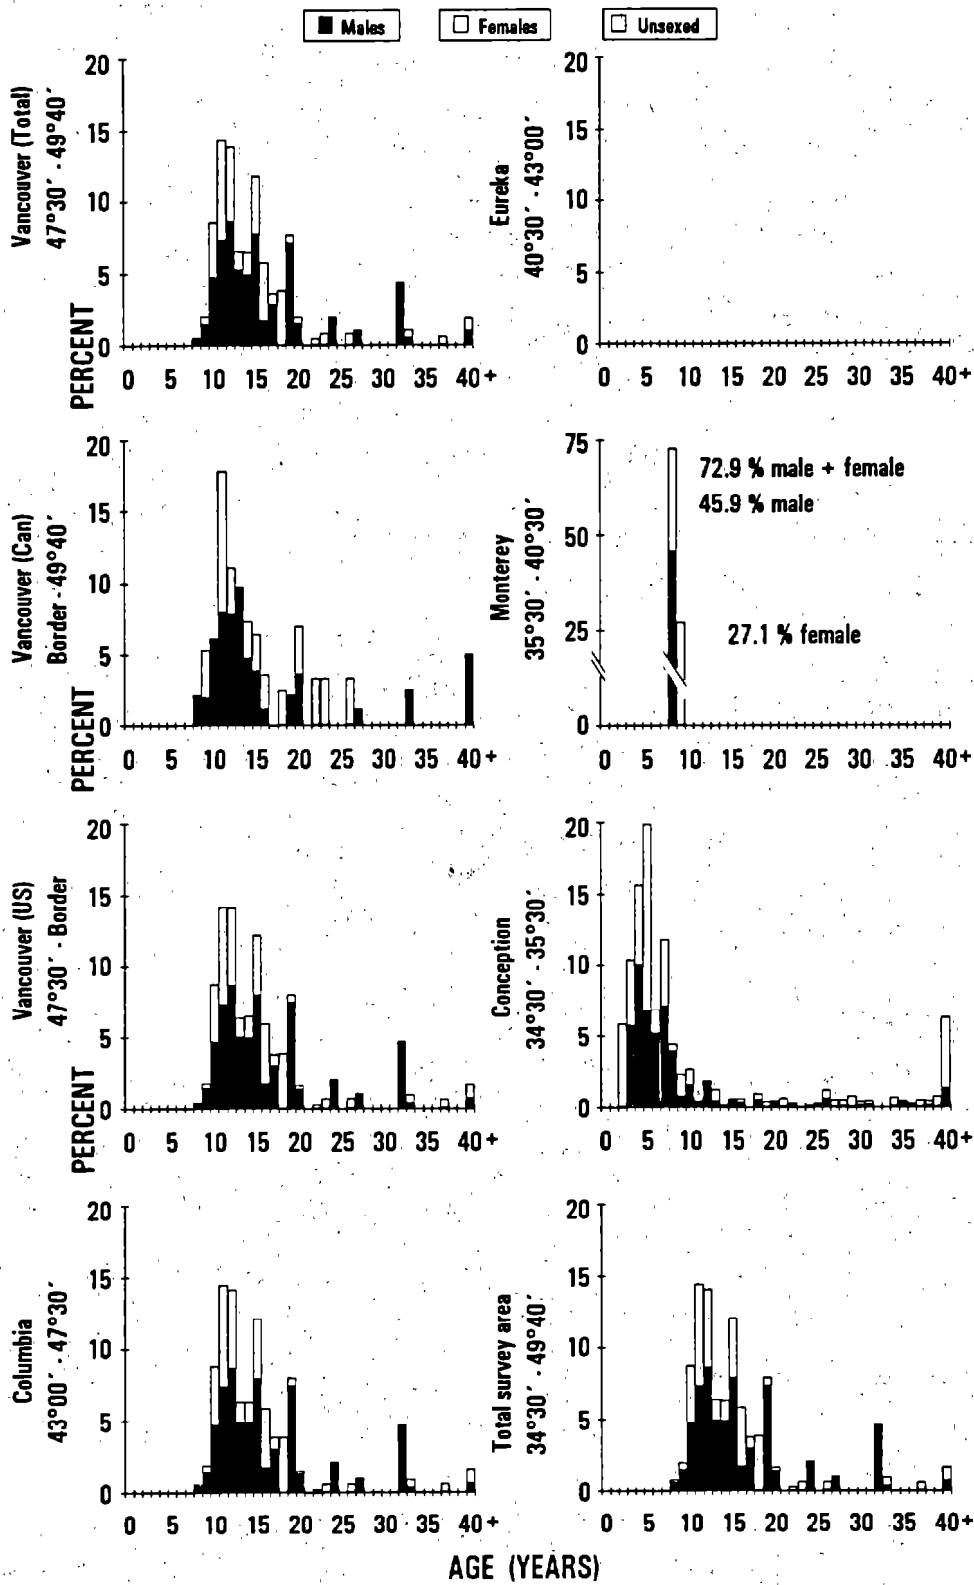 Males Females Unsexed
Vancouver (Total)
47°30′ - 49°40′
PERCENT
20
15
10
5
0
0 5 10 15 20 25 30 35 40+
Eureka
40°30′ - 43°00′
20
15
10
5
0
0 5 10 15 20 25 30 35 40+
Vancouver (Can)
Border - 49°40′
PERCENT
20
15
10
5
0
0 5 10 15 20 25 30 35 40+
Monterey
35°30′ - 40°30′
75
50
25
0
72.9 % male + female
45.9 % male
27.1 % female
0 5 10 15 20 25 30 35 40+
Vancouver (US)
47°30′ - Border
PERCENT
20
15
10
5
0
0 5 10 15 20 25 30 35 40+
Conception
34°30′ - 35°30′
20
15
10
5
0
0 5 10 15 20 25 30 35 40+
Columbia
43°00′ - 47°30′
20
15
10
5
0
0 5 10 15 20 25 30 35 40+
Total survey area
34°30′ - 49°40′
20
15
10
5
0
0 5 10 15 20 25 30 35 40+
AGE (YEARS)